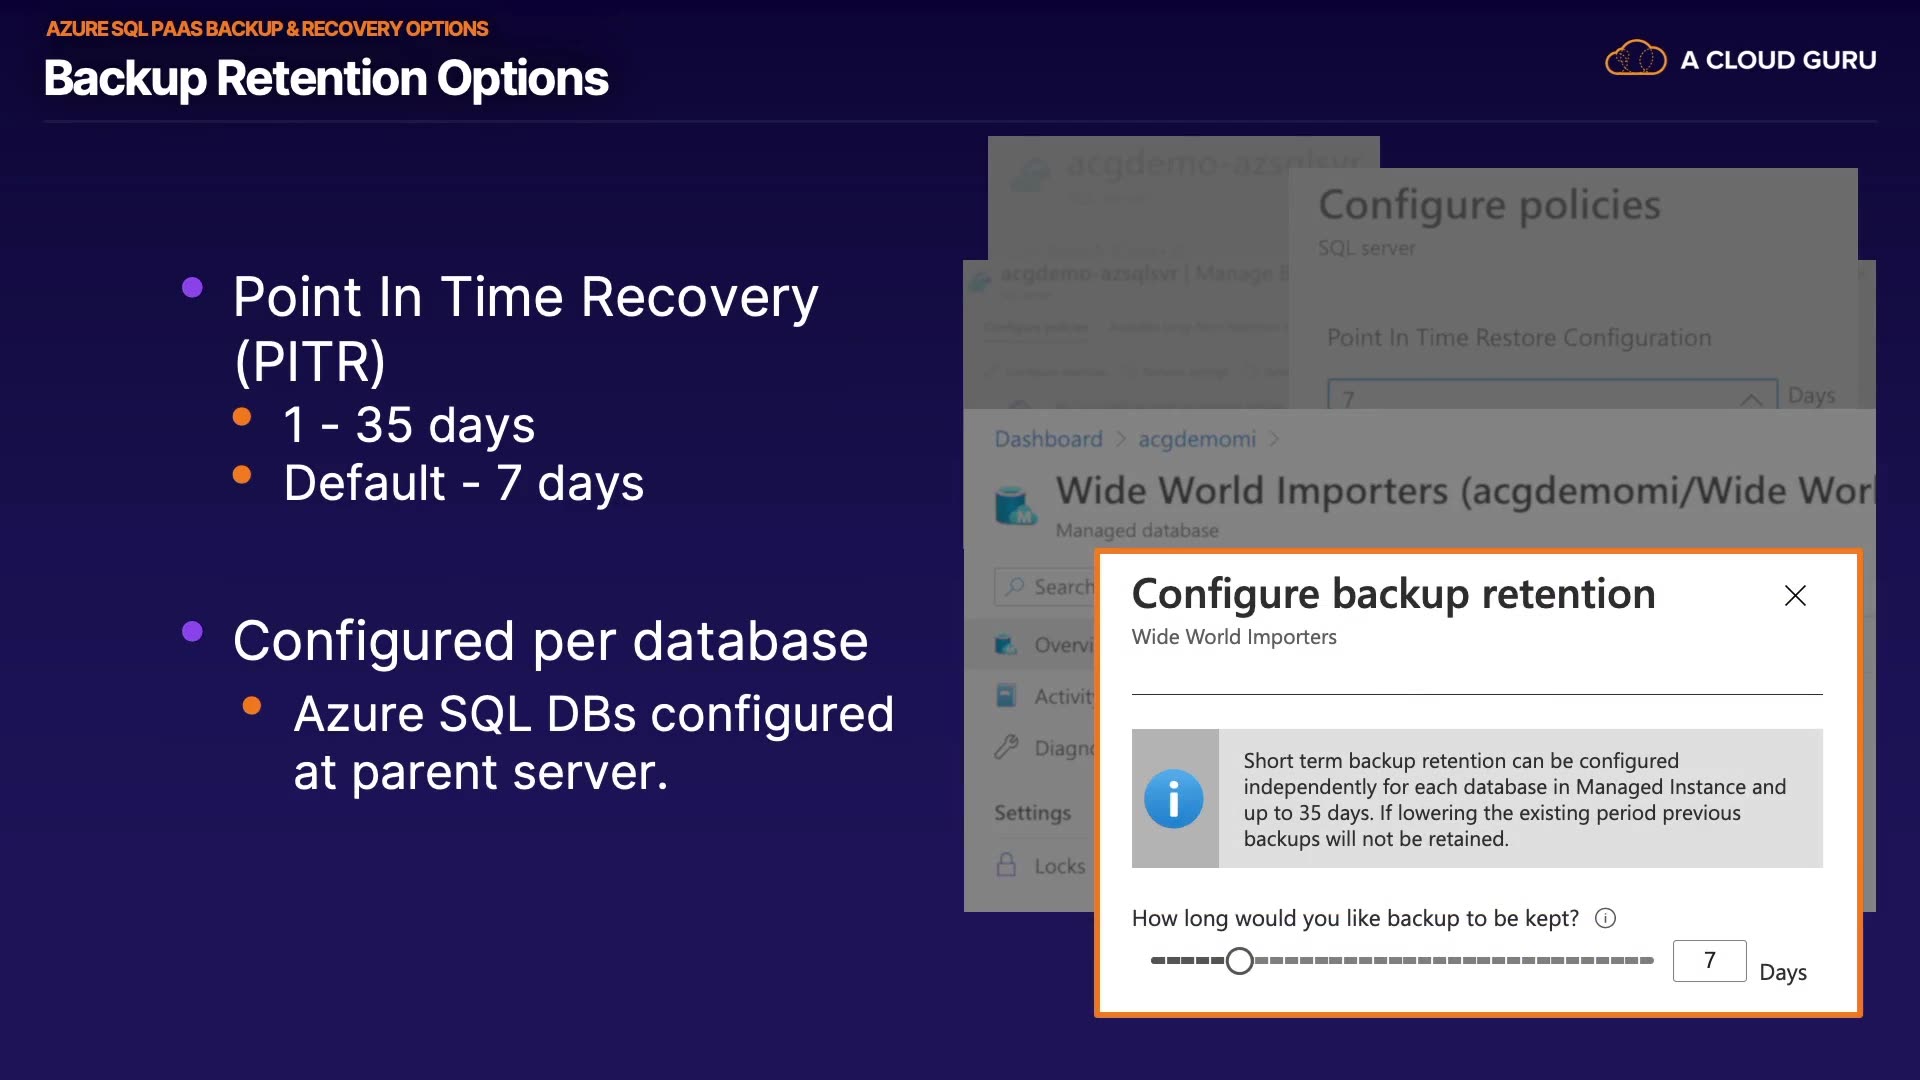 AZURE SQL PAAS BACKUP & RECOVERY OPTIONS
Backup Retention Options
A CLOUD GURU
Point In Time Recovery
(PITR)
1 - 35 days
Default - 7 days
Configured per database
Azure SQL DBs configured
at parent server.
acgdemo-azsqlsvr
Configure policies
SQL server
acgdemo-azsqlsvr | Manage B
Point In Time Restore Configuration
7
Days
Dashboard > acgdemomi >
Wide World Importers (acgdemomi/Wide Worl
Managed database
Search
Overvi
Activit
Diagno
Settings
Locks
Configure backup retention
Wide World Importers
Short term backup retention can be configured
independently for each database in Managed Instance and
up to 35 days. If lowering the existing period previous
backups will not be retained.
How long would you like backup to be kept?
7
Days